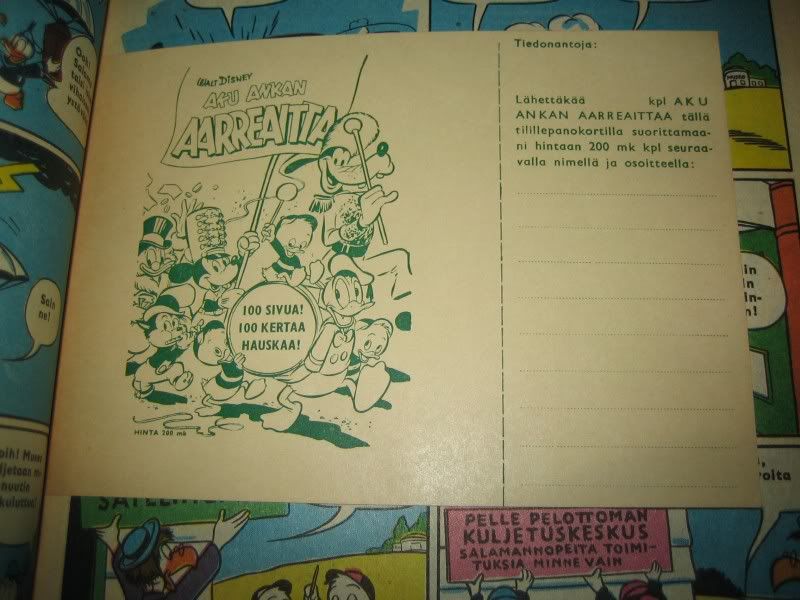 WALT DISNEY
AKU ANKAN
AARREAITTA
100 SIVUA!
100 KERTAA
HAUSKAA!
HINTA 200 mk
Tiedonantoja:
Lähettäkää kpl AKU
ANKAN AARREAITTAA tällä
tilillepanokortilla suorittamaa-
ni hintaan 200 mk kpl seuraa-
valla nimellä ja osoitteella:
Sain
ne!
PELLE PELOTTOMAN
KULJETUSKESKUS
SALAMANNOPEITA TOIMI-
TUKSIA MINNE VAIN